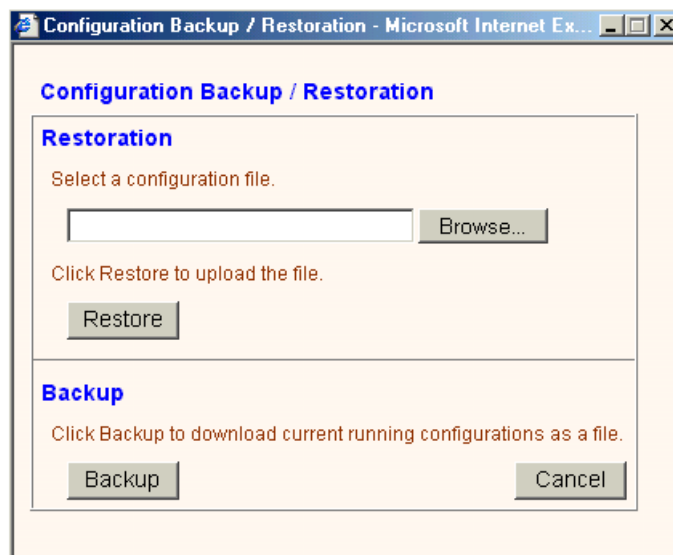 Configuration Backup / Restoration - Microsoft Internet Ex...
Configuration Backup / Restoration
Restoration
Select a configuration file.
Browse...
Click Restore to upload the file.
Restore
Backup
Click Backup to download current running configurations as a file.
Backup
Cancel